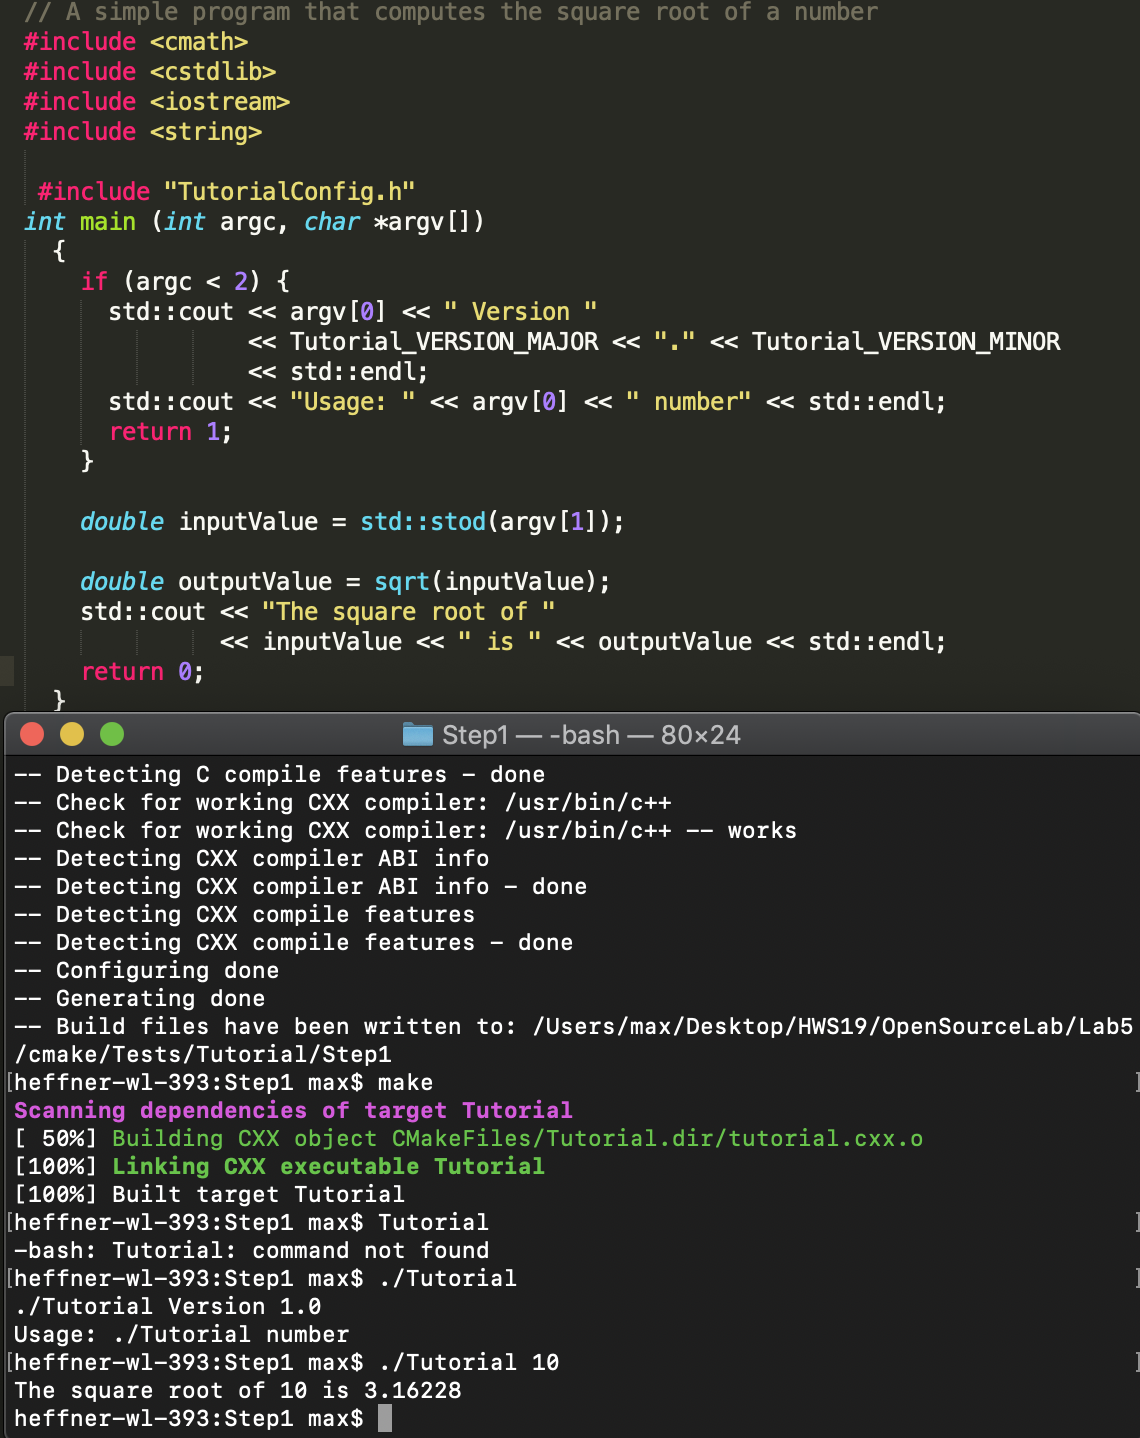 // A simple program that computes the square root of a number
#include <cmath>
#include <cstdlib>
#include <iostream>
#include <string>
#include "TutorialConfig.h"
int main (int argc, char *argv[])
{
if (argc < 2) {
std::cout << argv[0] << " Version "
<< Tutorial_VERSION_MAJOR << "." << Tutorial_VERSION_MINOR
<< std::endl;
std::cout << "Usage: " << argv[0] << " number" << std::endl;
return 1;
}
double inputValue = std::stod(argv[1]);
double outputValue = sqrt(inputValue);
std::cout << "The square root of "
<< inputValue << " is " << outputValue << std::endl;
return 0;
}
Step1 — -bash — 80×24
-- Detecting C compile features - done
-- Check for working CXX compiler: /usr/bin/c++
-- Check for working CXX compiler: /usr/bin/c++ -- works
-- Detecting CXX compiler ABI info
-- Detecting CXX compiler ABI info - done
-- Detecting CXX compile features
-- Detecting CXX compile features - done
-- Configuring done
-- Generating done
-- Build files have been written to: /Users/max/Desktop/HWS19/OpenSourceLab/Lab5
/cmake/Tests/Tutorial/Step1
[heffner-wl-393:Step1 max$ make ]
Scanning dependencies of target Tutorial
[ 50%] Building CXX object CMakeFiles/Tutorial.dir/tutorial.cxx.o
[100%] Linking CXX executable Tutorial
[100%] Built target Tutorial
[heffner-wl-393:Step1 max$ Tutorial ]
-bash: Tutorial: command not found
[heffner-wl-393:Step1 max$ ./Tutorial ]
./Tutorial Version 1.0
Usage: ./Tutorial number
[heffner-wl-393:Step1 max$ ./Tutorial 10 ]
The square root of 10 is 3.16228
heffner-wl-393:Step1 max$